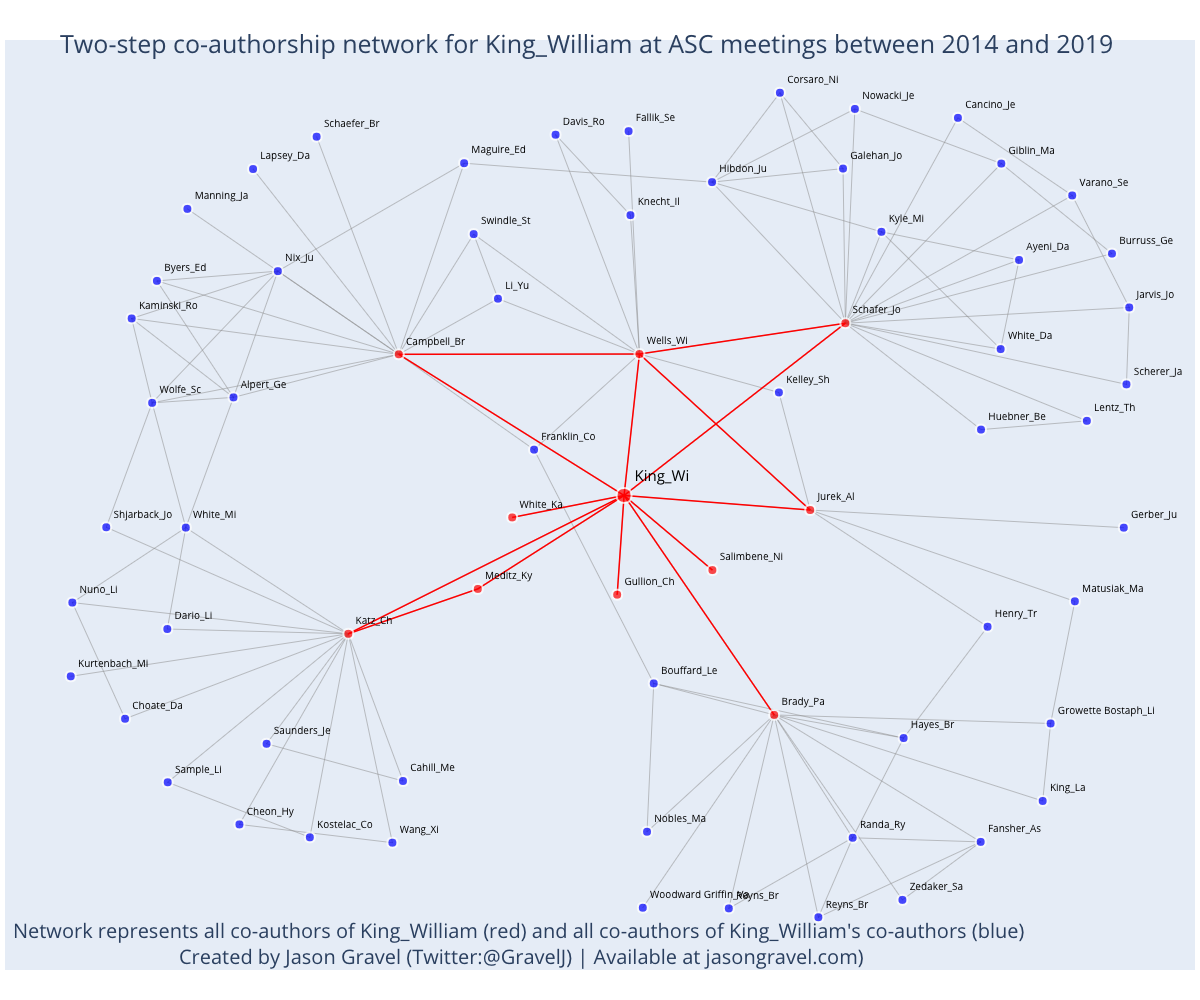 Two-step co-authorship network for King_William at ASC meetings between 2014 and 2019
Corsaro_Ni
Nowacki_Je
Cancino_Je
Schaefer_Br
Davis_Ro
Fallik_Se
Lapsey_Da
Maguire_Ed
Hibdon_Ju
Galehan_Jo
Giblin_Ma
Manning_Ja
Varano_Se
Knecht_Il
Swindle_St
Kyle_Mi
Nix_Ju
Byers_Ed
Ayeni_Da
Burruss_Ge
Li_Yu
Kaminski_Ro
Jarvis_Jo
Schafer_Jo
Campbell_Br
Wells_Wi
White_Da
Wolfe_Sc
Alpert_Ge
Kelley_Sh
Scherer_Ja
Huebner_Be
Lentz_Th
Franklin_Co
King_Wi
White_Ka
Jurek_Al
Shjarback_Jo
White_Mi
Gerber_Ju
Salimbene_Ni
Meditz_Ky
Gullion_Ch
Nuno_Li
Matusiak_Ma
Dario_Li
Katz_Ch
Henry_Tr
Kurtenbach_Mi
Bouffard_Le
Choate_Da
Brady_Pa
Growette Bostaph_Li
Hayes_Br
Saunders_Je
Sample_Li
Cahill_Me
King_La
Cheon_Hy
Kostelac_Co
Wang_Xi
Nobles_Ma
Randa_Ry
Fansher_As
Woodward Griffin_Va
Reyns_Br
Zedaker_Sa
Reyns_Br
Network represents all co-authors of King_William (red) and all co-authors of King_William's co-authors (blue)
Created by Jason Gravel (Twitter:@GravelJ) | Available at jasongravel.com)